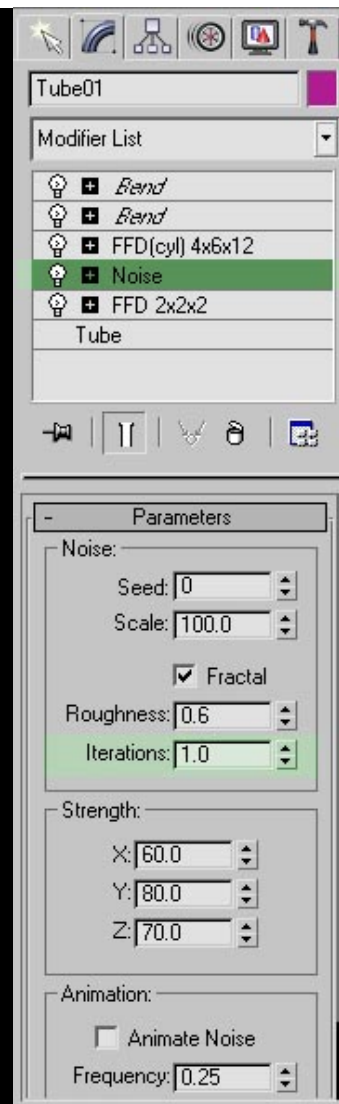 Tube01
Modifier List
Bend
Bend
FFD(cyl) 4x6x12
Noise
FFD 2x2x2
Tube
- Parameters
Noise:
Seed: 0
Scale: 100.0
Fractal
Roughness: 0.6
Iterations: 1.0
Strength:
X: 60.0
Y: 80.0
Z: 70.0
Animation:
Animate Noise
Frequency: 0.25